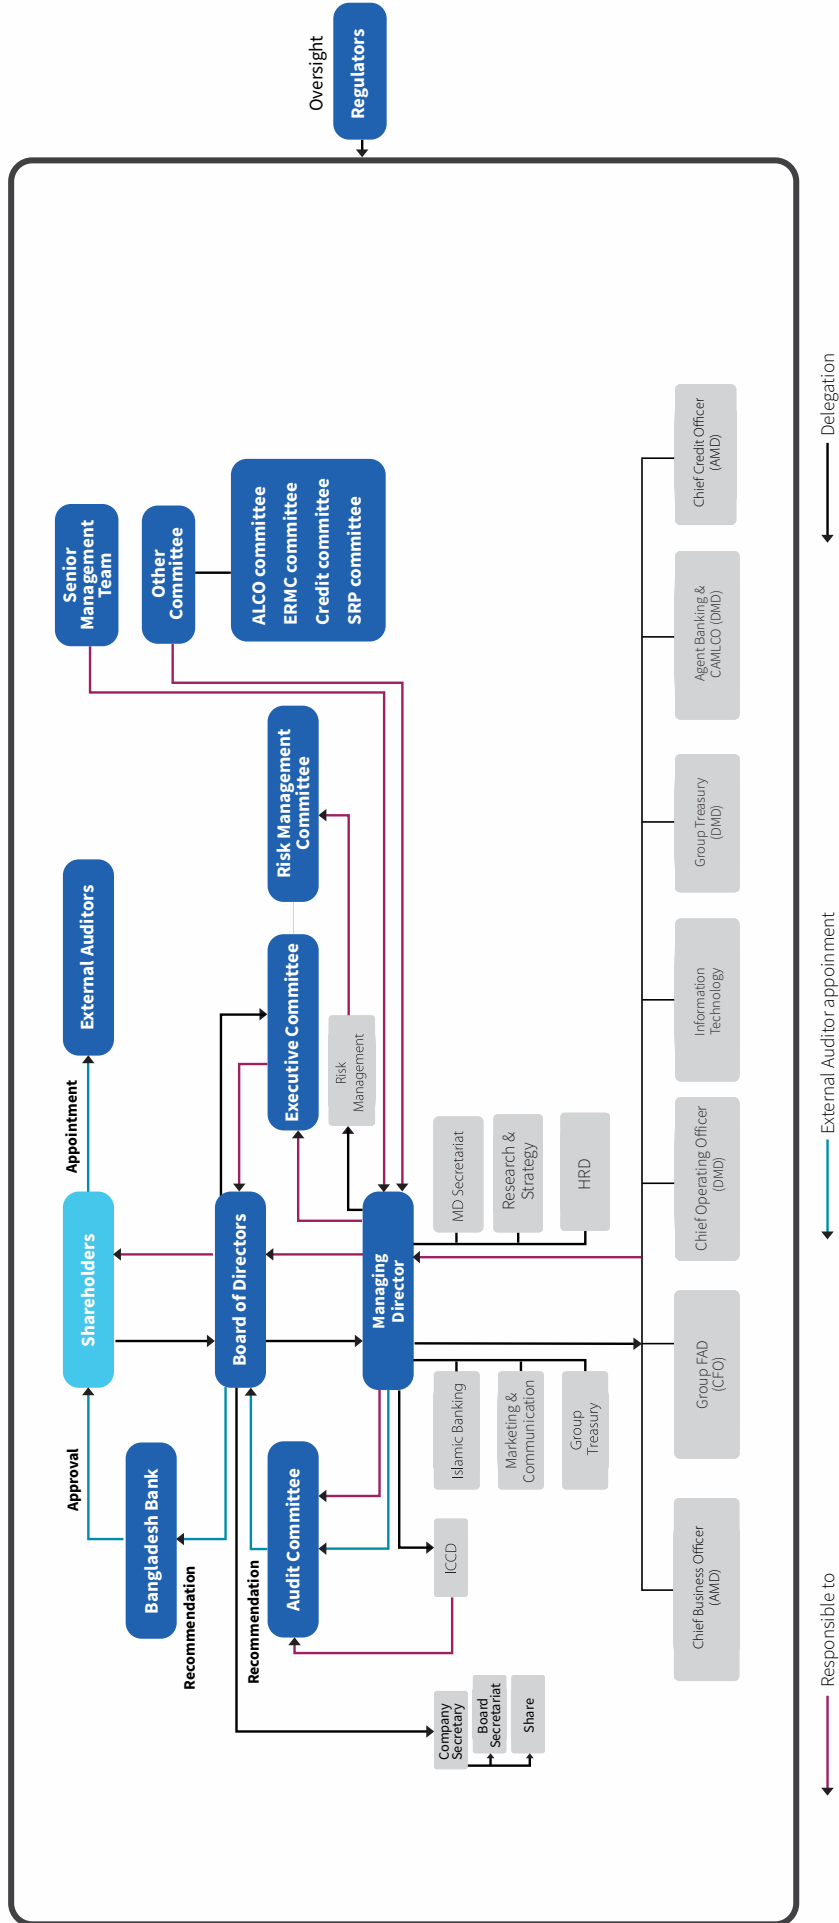 Oversight
Regulators
Shareholders
Appointment
External Auditors
Approval
Bangladesh Bank
Recommendation
Senior
Management
Team
Other
Committee
ALCO committee
ERMC committee
Credit committee
SRP committee
Board of Directors
Recommendation
Audit Committee
Executive Committee
Risk Management
Committee
Risk
Management
Managing
Director
ICCD
Company
Secretary
Board
Secretariat
Share
Islamic Banking
Marketing &
Communication
Group
Treasury
MD Secretariat
Research &
Strategy
HRD
Chief Business Officer
(AMD)
Group FAD
(CFO)
Chief Operating Officer
(DMD)
Information
Technology
Group Treasury
(DMD)
Agent Banking &
CAMLCO (DMD)
Chief Credit Officer
(AMD)
Responsible to
External Auditor appoinment
Delegation